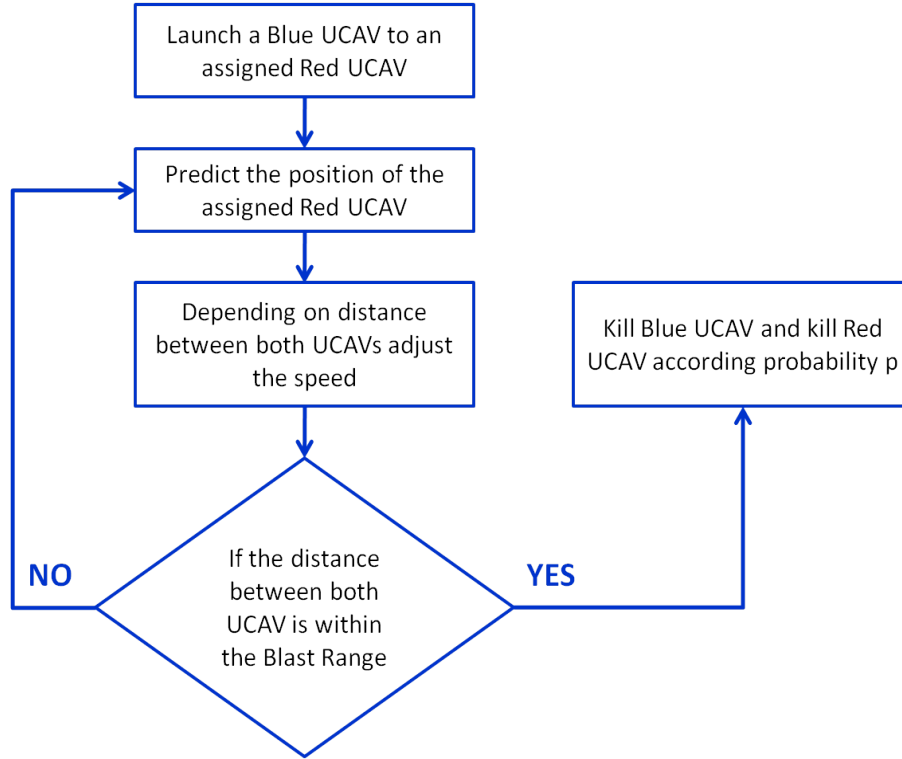 Launch a Blue UCAV to an
assigned Red UCAV
Predict the position of the
assigned Red UCAV
Depending on distance
between both UCAVs adjust
the speed
Kill Blue UCAV and kill Red
UCAV according probability p
If the distance
between both
UCAV is within
the Blast Range
NO
YES